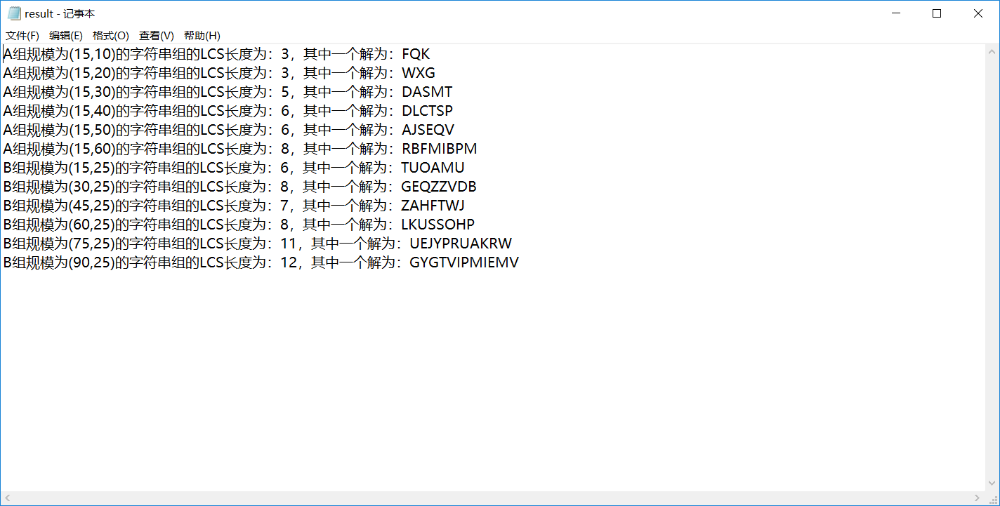 result - 记事本
文件(F) 编辑(E) 格式(O) 查看(V) 帮助(H)
A组规模为(15,10)的字符串组的LCS长度为：3，其中一个解为：FQK
A组规模为(15,20)的字符串组的LCS长度为：3，其中一个解为：WXG
A组规模为(15,30)的字符串组的LCS长度为：5，其中一个解为：DASMT
A组规模为(15,40)的字符串组的LCS长度为：6，其中一个解为：DLCTSP
A组规模为(15,50)的字符串组的LCS长度为：6，其中一个解为：AJSEQV
A组规模为(15,60)的字符串组的LCS长度为：8，其中一个解为：RBFMIBPM
B组规模为(15,25)的字符串组的LCS长度为：6，其中一个解为：TUOAMU
B组规模为(30,25)的字符串组的LCS长度为：8，其中一个解为：GEQZZVDB
B组规模为(45,25)的字符串组的LCS长度为：7，其中一个解为：ZAHFTWJ
B组规模为(60,25)的字符串组的LCS长度为：8，其中一个解为：LKUSSOHP
B组规模为(75,25)的字符串组的LCS长度为：11，其中一个解为：UEJYPRUAKRW
B组规模为(90,25)的字符串组的LCS长度为：12，其中一个解为：GYGTVIPMIEMV